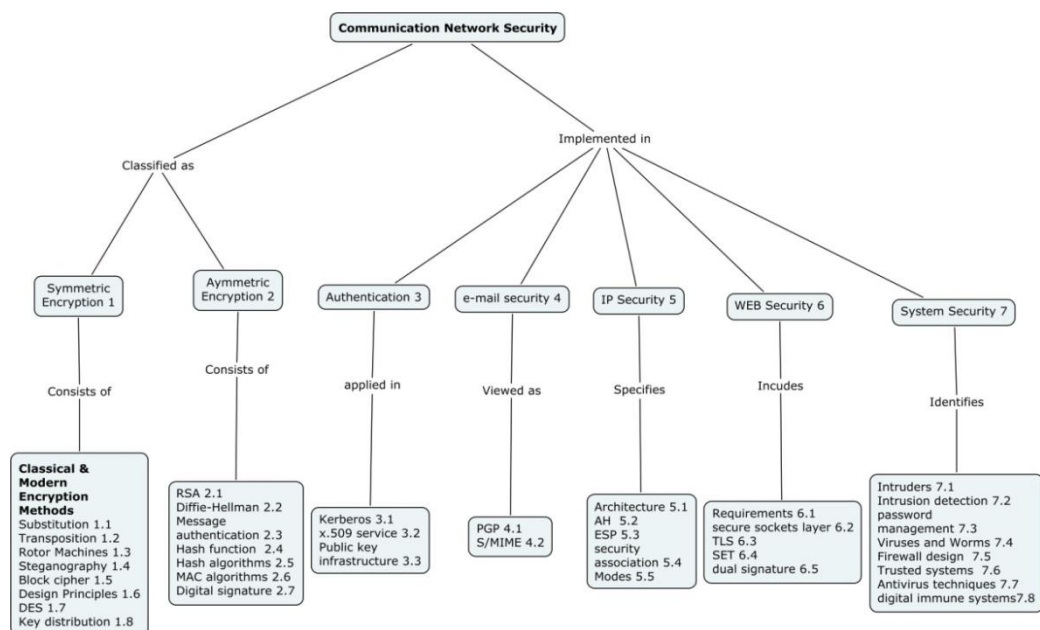 Communication Network Security
Classified as
Implemented in
Symmetric
Encryption 1
Aymmetric
Encryption 2
Authentication 3
e-mail security 4
IP Security 5
WEB Security 6
System Security 7
Consists of
Consists of
applied in
Viewed as
Specifies
Incudes
Identifies
Classical &
Modern
Encryption
Methods
Substitution 1.1
Transposition 1.2
Rotor Machines 1.3
Steganography 1.4
Block cipher 1.5
Design Principles 1.6
DES 1.7
Key distribution 1.8
RSA 2.1
Diffie-Hellman 2.2
Message
authentication 2.3
Hash function 2.4
Hash algorithms 2.5
MAC algorithms 2.6
Digital signature 2.7
Kerberos 3.1
x.509 service 3.2
Public key
infrastructure 3.3
PGP 4.1
S/MIME 4.2
Architecture 5.1
AH 5.2
ESP 5.3
security
association 5.4
Modes 5.5
Requirements 6.1
secure sockets layer 6.2
TLS 6.3
SET 6.4
dual signature 6.5
Intruders 7.1
Intrusion detection 7.2
password
management 7.3
Viruses and Worms 7.4
Firewall design 7.5
Trusted systems 7.6
Antivirus techniques 7.7
digital immune systems7.8